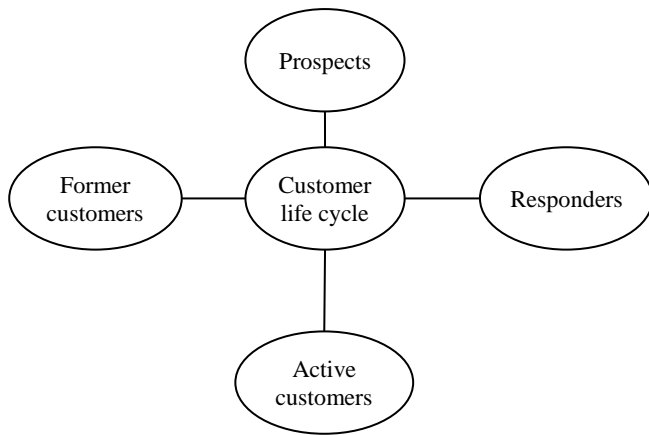 Prospects
Former
customers
Customer
life cycle
Responders
Active
customers